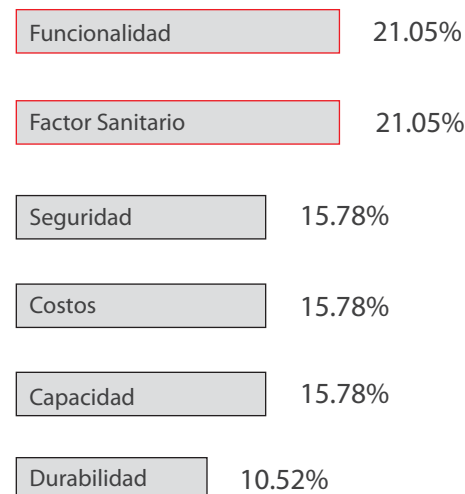 Funcionalidad 21.05%
Factor Sanitario 21.05%
Seguridad 15.78%
Costos 15.78%
Capacidad 15.78%
Durabilidad 10.52%